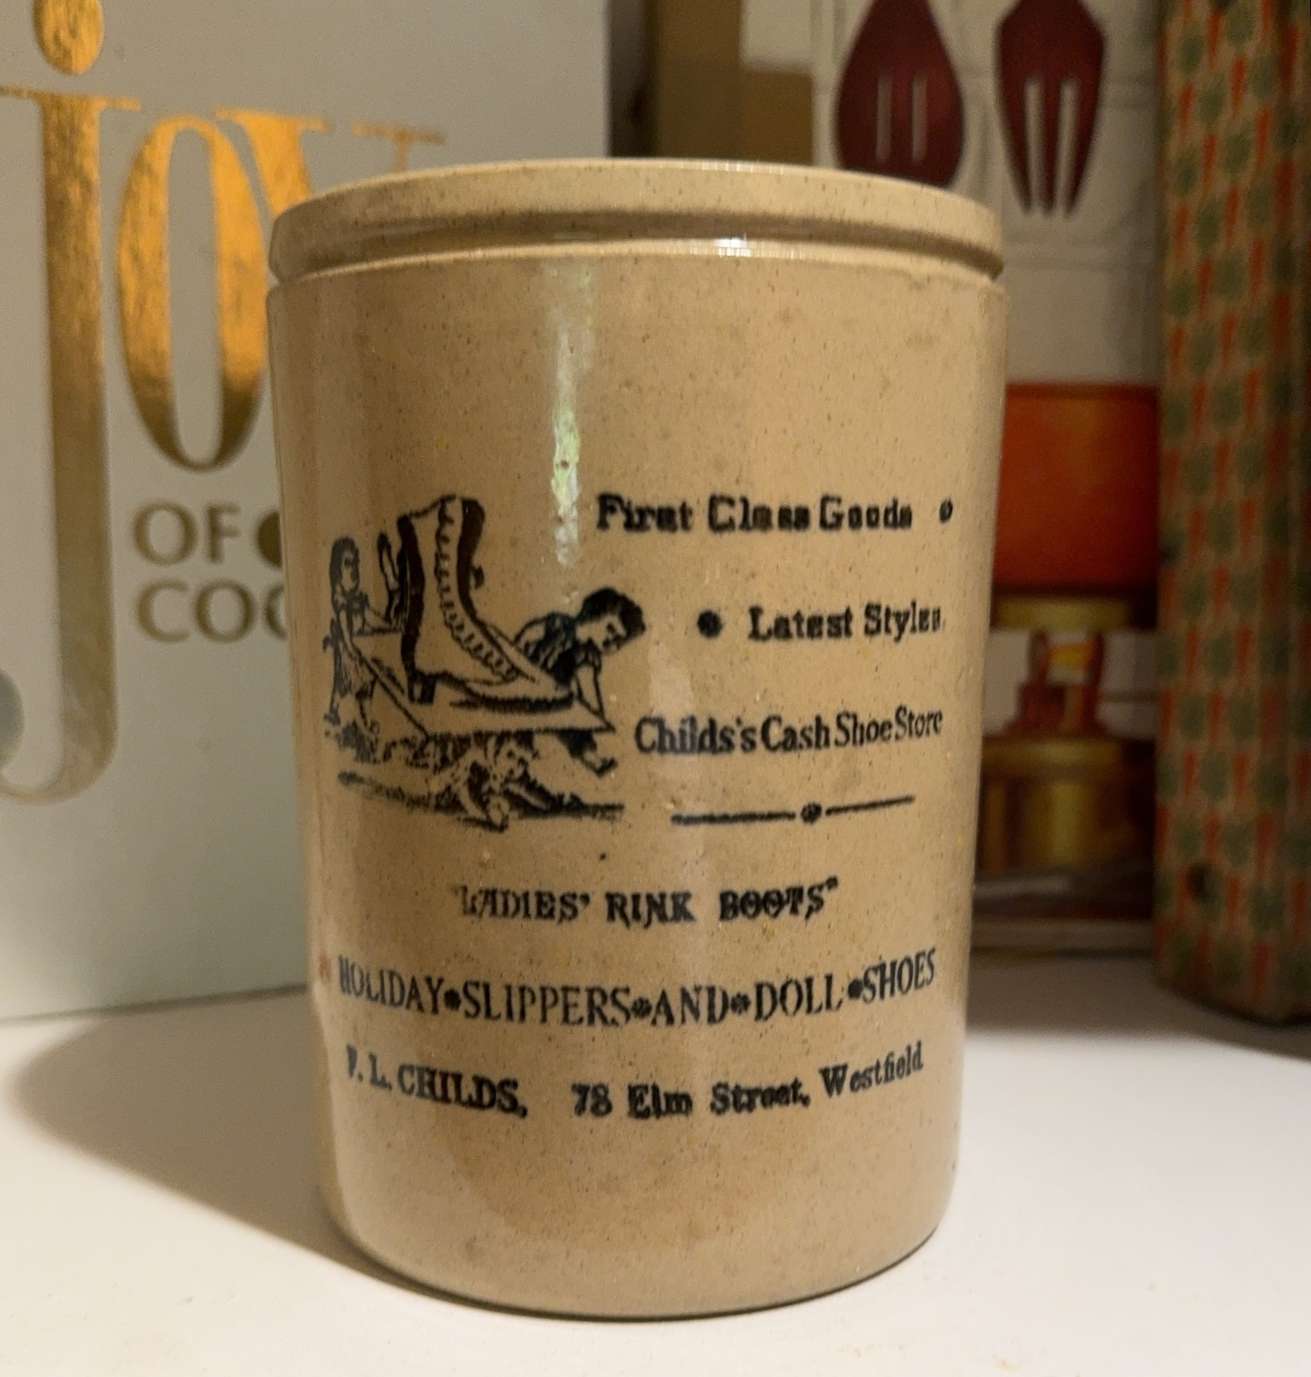 joy
OF
COO
First Class Goods
Latest Styles
Childs's Cash Shoe Store
"LADIES' RINK BOOTS"
HOLIDAY•SLIPPERS•AND•DOLL•SHOES
F. L. CHILDS, 78 Elm Street, Westfield